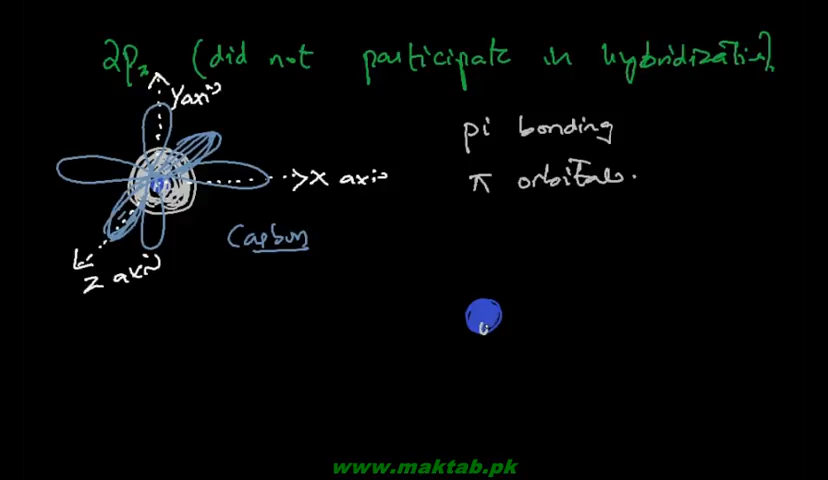 2pz (did not participate in hybridization)
Y axis
pi bonding
π orbitals.
X axis
Carbon
Z axis
www.maktab.pk